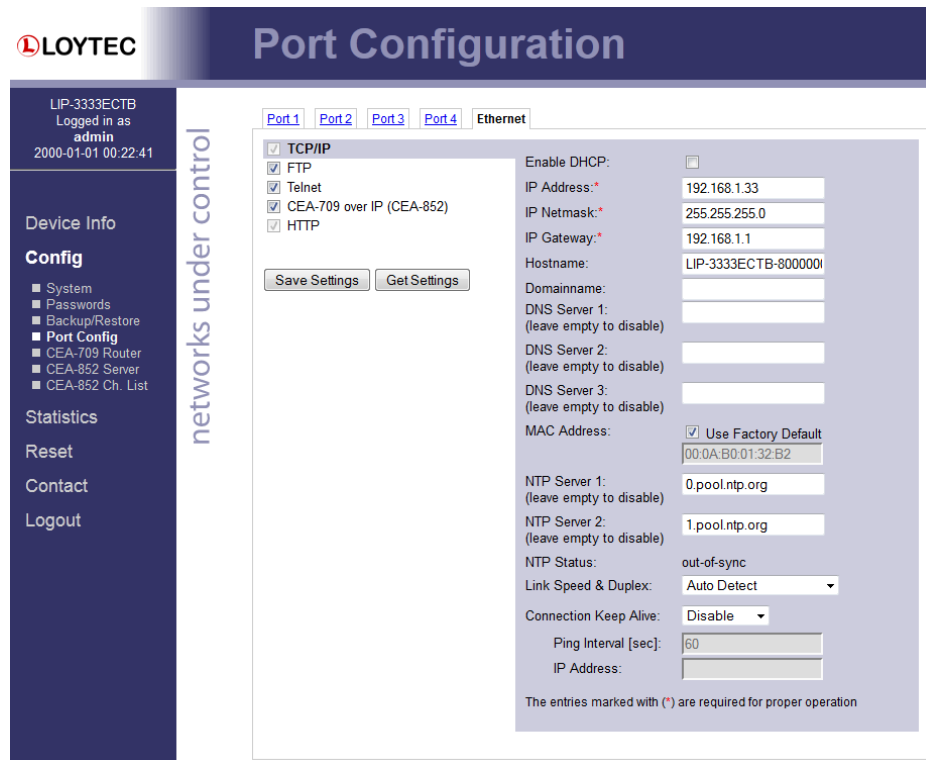 LOYTEC
Port Configuration
LIP-3333ECTB
Logged in as
admin
2000-01-01 00:22:41
Device Info
Config
System
Passwords
Backup/Restore
Port Config
CEA-709 Router
CEA-852 Server
CEA-852 Ch. List
Statistics
Reset
Contact
Logout
networks under control
Port 1 Port 2 Port 3 Port 4 Ethernet
TCP/IP
FTP
Telnet
CEA-709 over IP (CEA-852)
HTTP
Save Settings Get Settings
Enable DHCP:
IP Address:* 192.168.1.33
IP Netmask:* 255.255.255.0
IP Gateway:* 192.168.1.1
Hostname: LIP-3333ECTB-800000
Domainname:
DNS Server 1:
(leave empty to disable)
DNS Server 2:
(leave empty to disable)
DNS Server 3:
(leave empty to disable)
MAC Address: Use Factory Default
00:0A:B0:01:32:B2
NTP Server 1: 0.pool.ntp.org
(leave empty to disable)
NTP Server 2: 1.pool.ntp.org
(leave empty to disable)
NTP Status: out-of-sync
Link Speed & Duplex: Auto Detect
Connection Keep Alive: Disable
Ping Interval [sec]: 60
IP Address:
The entries marked with (*) are required for proper operation